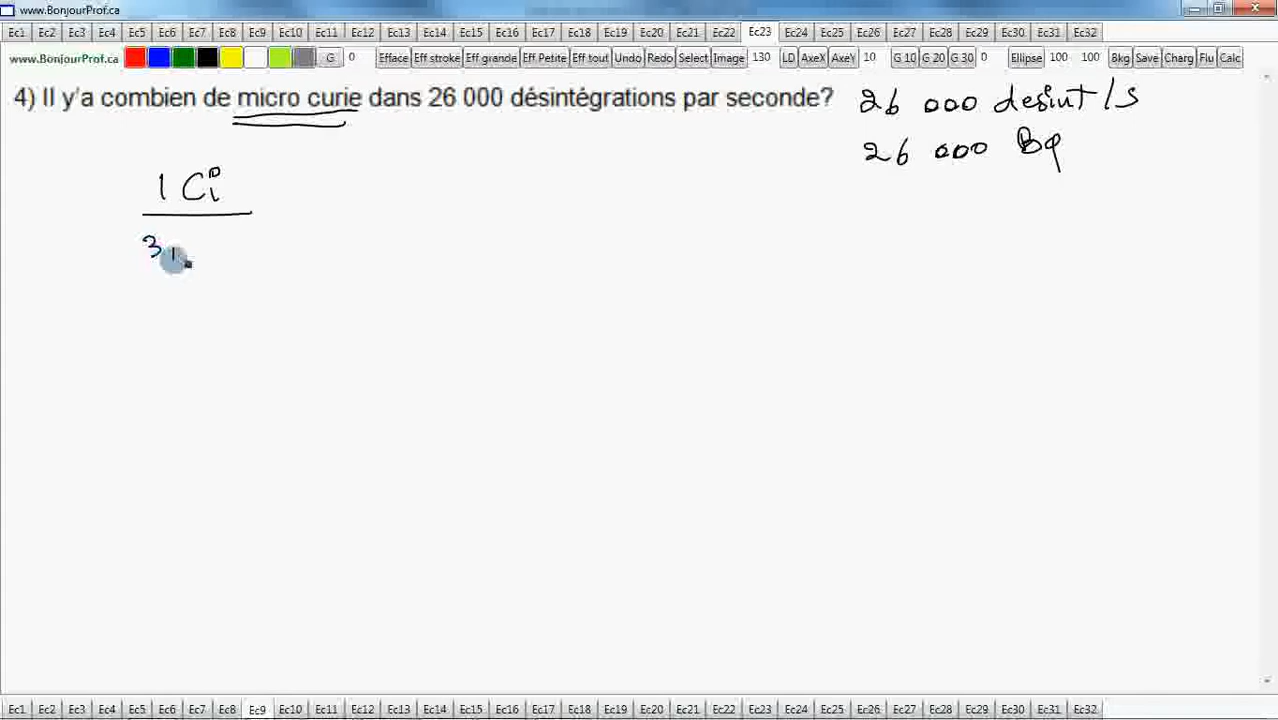 www.BonjourProf.ca
Ec1 Ec2 Ec3 Ec4 Ec5 Ec6 Ec7 Ec8 Ec9 Ec10 Ec11 Ec12 Ec13 Ec14 Ec15 Ec16 Ec17 Ec18 Ec19 Ec20 Ec21 Ec22 Ec23 Ec24 Ec25 Ec26 Ec27 Ec28 Ec29 Ec30 Ec31 Ec32
www.BonjourProf.ca G 0 Efface Eff stroke Eff grande Eff Petite Eff tout Undo Redo Select Image 130 LD AxeX AxeY 10 G 10 G 20 G 30 0 Ellipse 100 100 Bkg Save Charg Flu Calc
4) Il y'a combien de micro curie dans 26 000 désintégrations par seconde? 26 000 desint/s
26 000 Bq
1 Ci
3
Ec1 Ec2 Ec3 Ec4 Ec5 Ec6 Ec7 Ec8 Ec9 Ec10 Ec11 Ec12 Ec13 Ec14 Ec15 Ec16 Ec17 Ec18 Ec19 Ec20 Ec21 Ec22 Ec23 Ec24 Ec25 Ec26 Ec27 Ec28 Ec29 Ec30 Ec31 Ec32